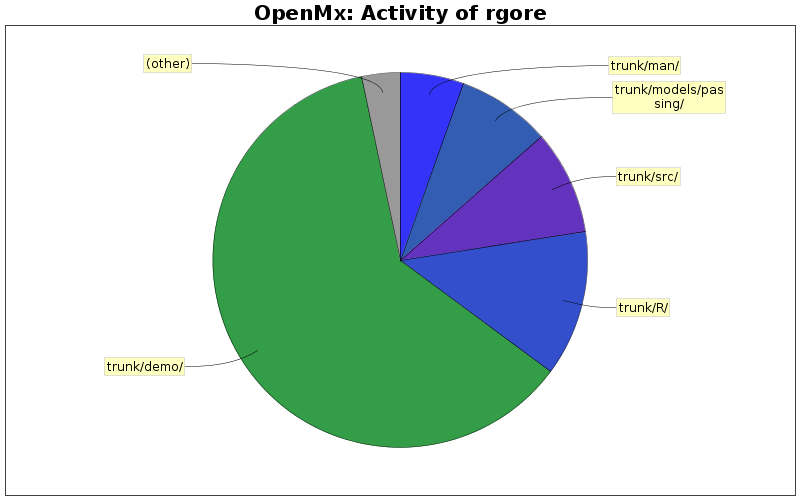 OpenMx: Activity of rgore
(other)
trunk/man/
trunk/models/pas
sing/
trunk/src/
trunk/R/
trunk/demo/